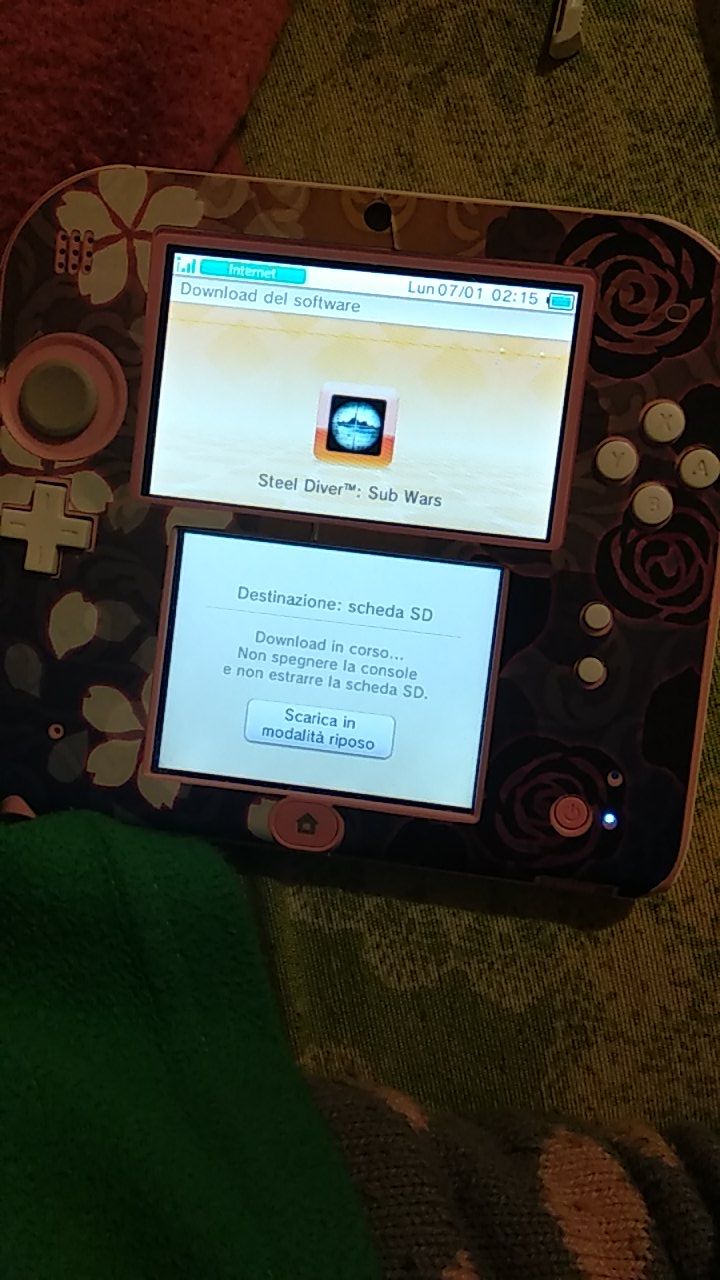 Internet
Lun 07/01 02:15
Download del software
Steel Diver™: Sub Wars
Destinazione: scheda SD
Download in corso...
Non spegnere la console
e non estrarre la scheda SD.
Scarica in
modalità riposo
X
Y
A
B